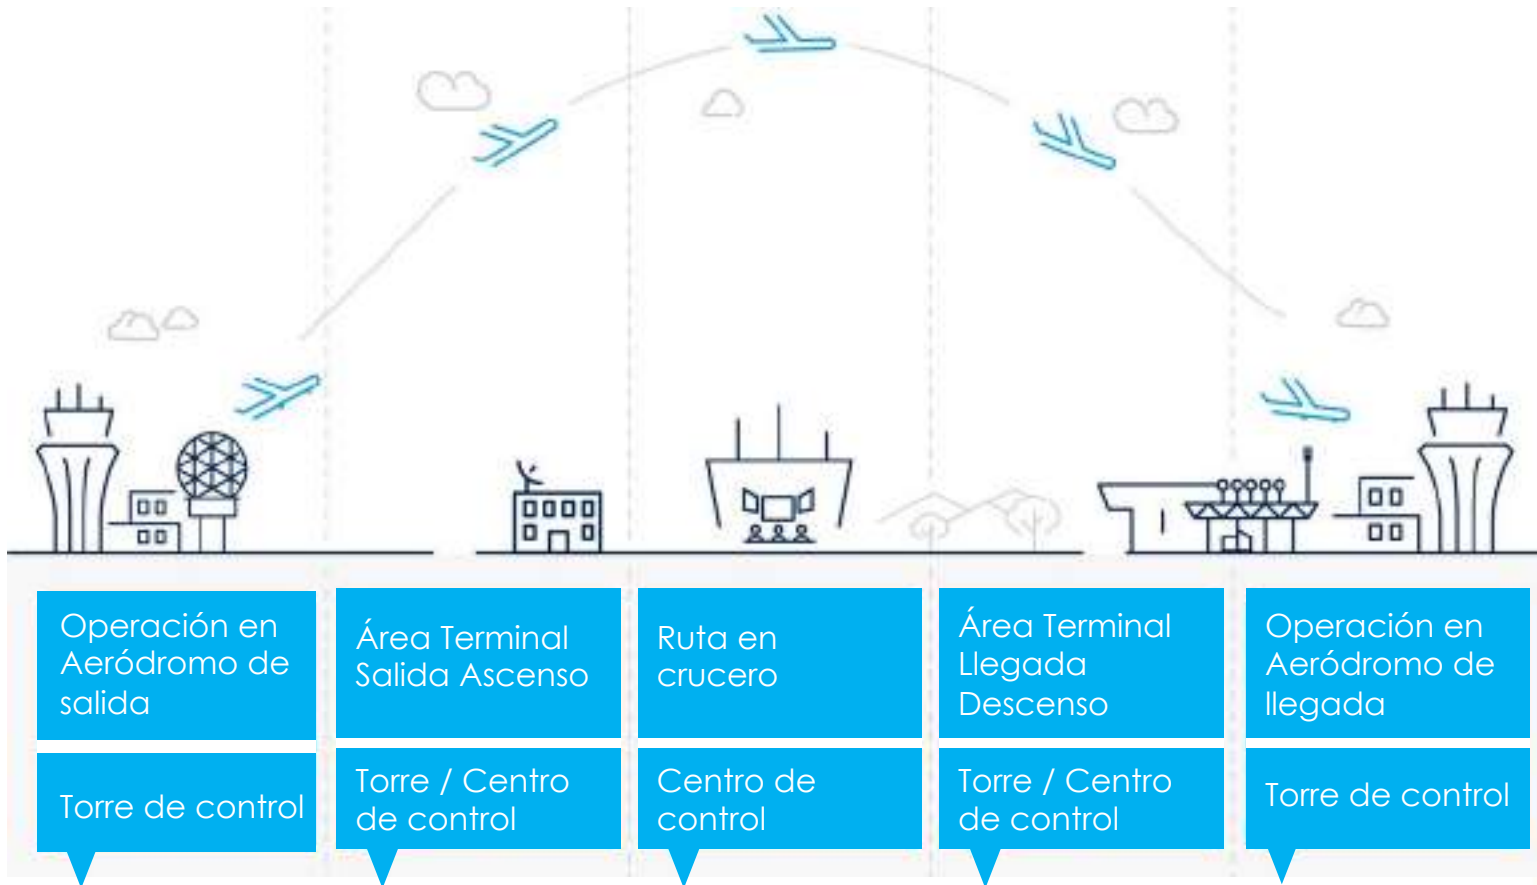 Operación en
Aeródromo de
salida
Área Terminal
Salida Ascenso
Ruta en
crucero
Área Terminal
Llegada
Descenso
Operación en
Aeródromo de
llegada
Torre de control
Torre / Centro
de control
Centro de
control
Torre / Centro
de control
Torre de control